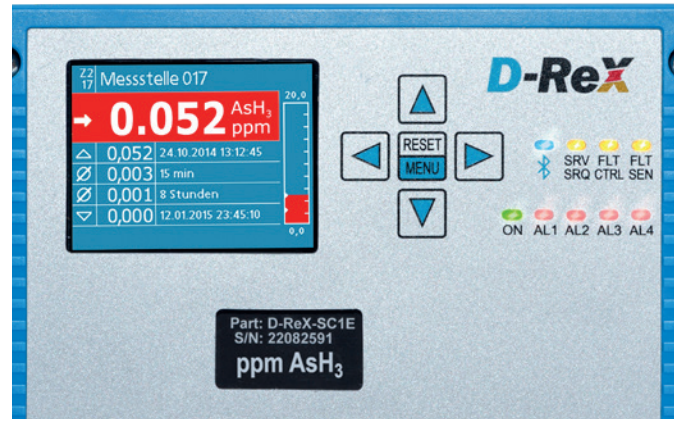 Z2
17
Messstelle 017
0.052 AsH₃
ppm
20,0
0,052 24.10.2014 13:12:45
0,003 15 min
0,001 8 Stunden
0,000 12.01.2015 23:45:10
0,0
RESET
MENU
D-ReX
SRV FLT FLT
SRQ CTRL SEN
ON AL1 AL2 AL3 AL4
Part: D-ReX-SC1E
S/N: 22082591
ppm AsH₃